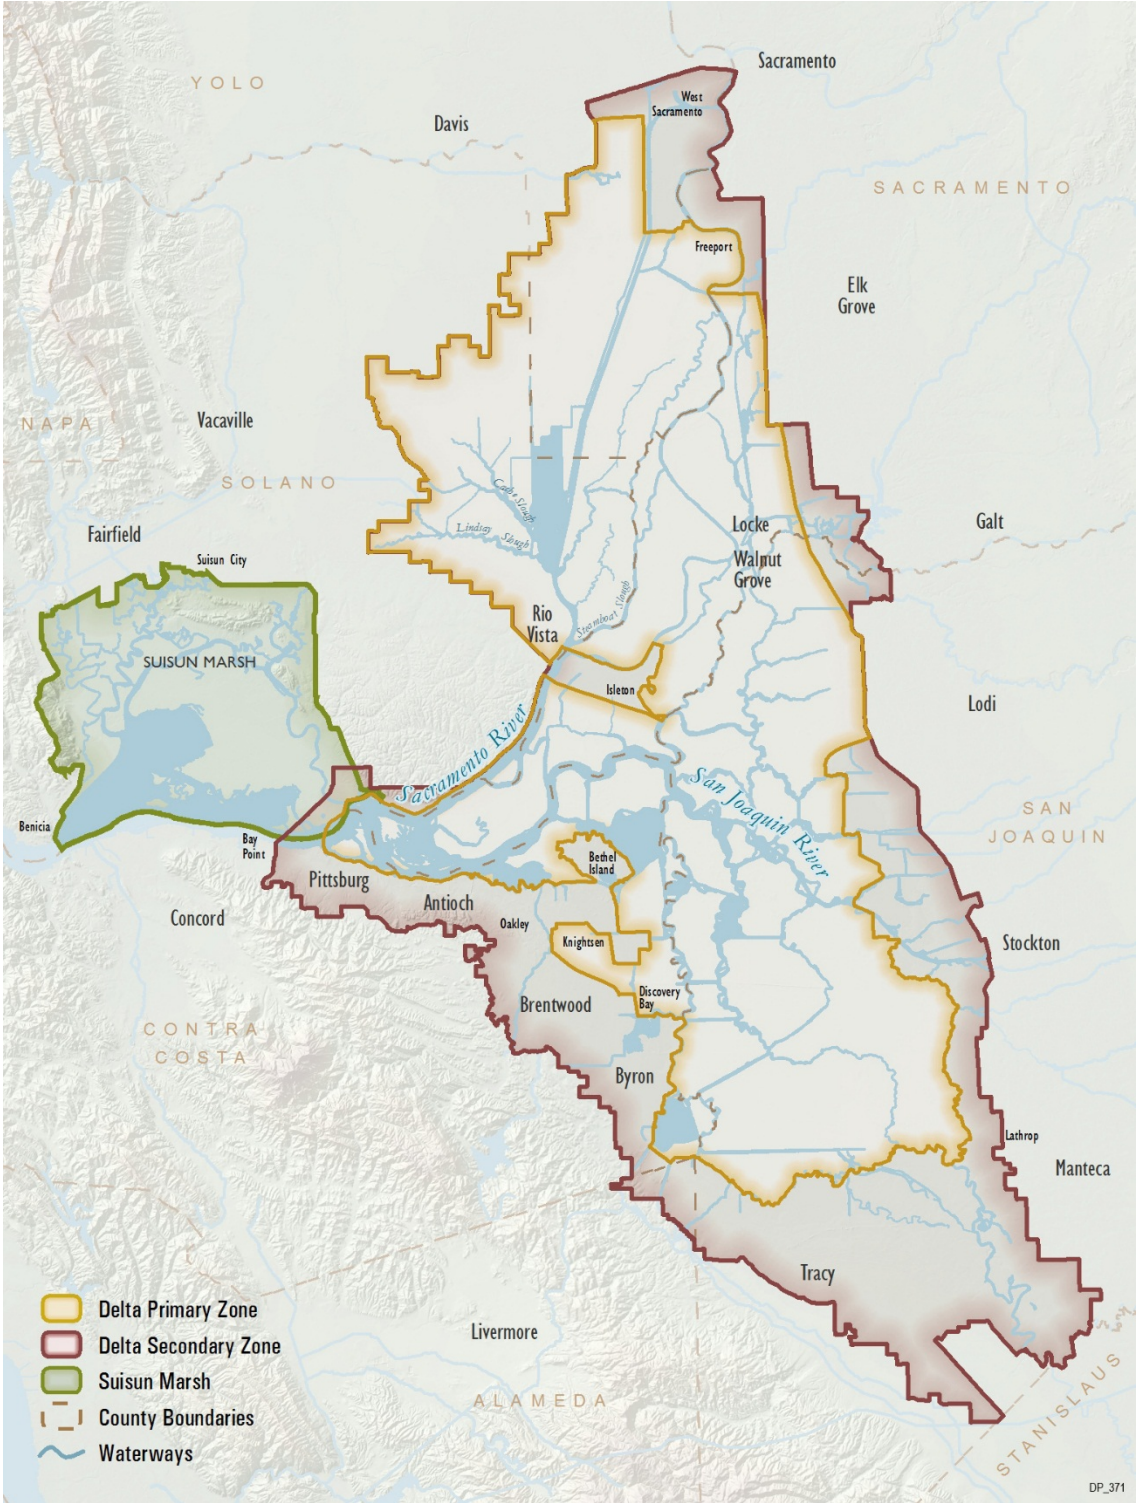 Sacramento
YOLO
West
Sacramento
Davis
SACRAMENTO
Freeport
Elk
Grove
NAPA
Vacaville
SOLANO
Cache Slough
Lindsay Slough
Locke
Galt
Fairfield
Suisun City
Walnut
Grove
Steamboat Slough
Rio
Vista
SUISUN MARSH
Isleton
Lodi
Sacramento River
San Joaquin River
SAN
JOAQUIN
Benicia
Bay
Point
Bethel
Island
Pittsburg
Antioch
Concord
Oakley
Knightsen
Stockton
Discovery
Bay
Brentwood
CONTRA
COSTA
Byron
Lathrop
Manteca
Tracy
Livermore
ALAMEDA
STANISLAUS
Delta Primary Zone
Delta Secondary Zone
Suisun Marsh
County Boundaries
Waterways
DP_371